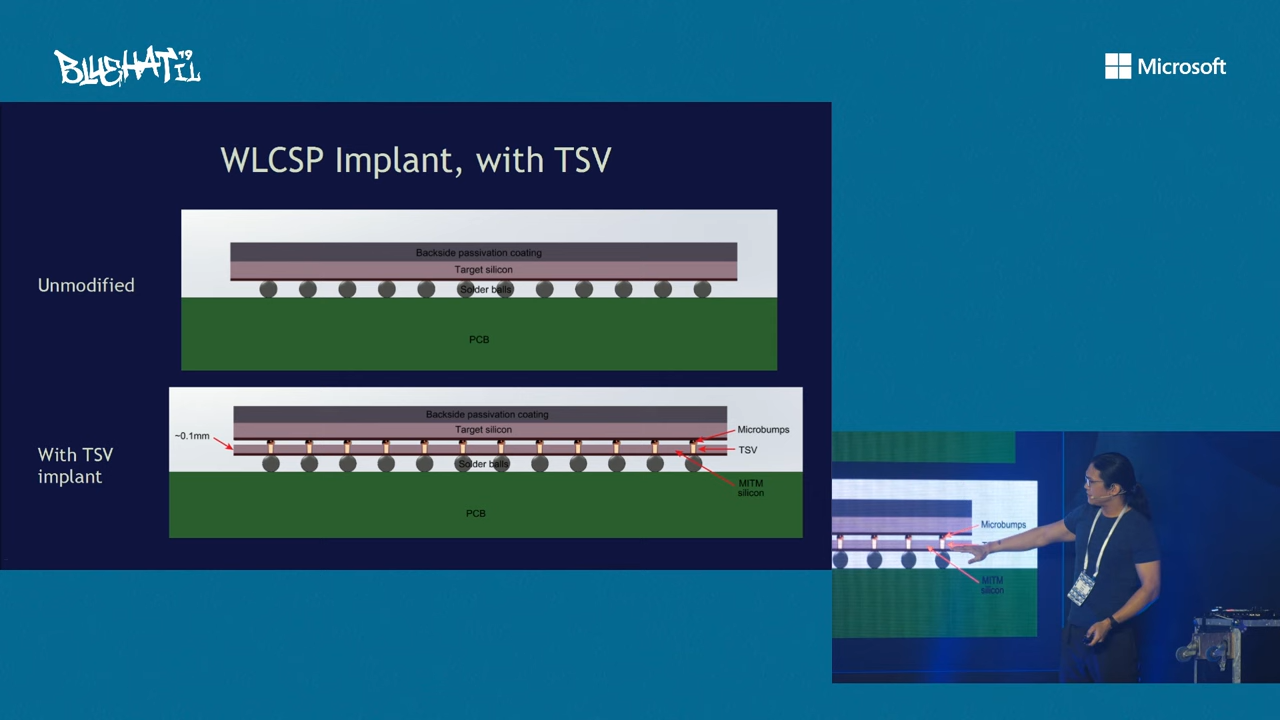 BLUEHAT IL '19
Microsoft
WLCSP Implant, with TSV
Unmodified
Backside passivation coating
Target silicon
Solder balls
PCB
With TSV
implant
~0.1mm
Backside passivation coating
Target silicon
Solder balls
PCB
Microbumps
TSV
MITM
silicon
Microbumps
MITM
silicon